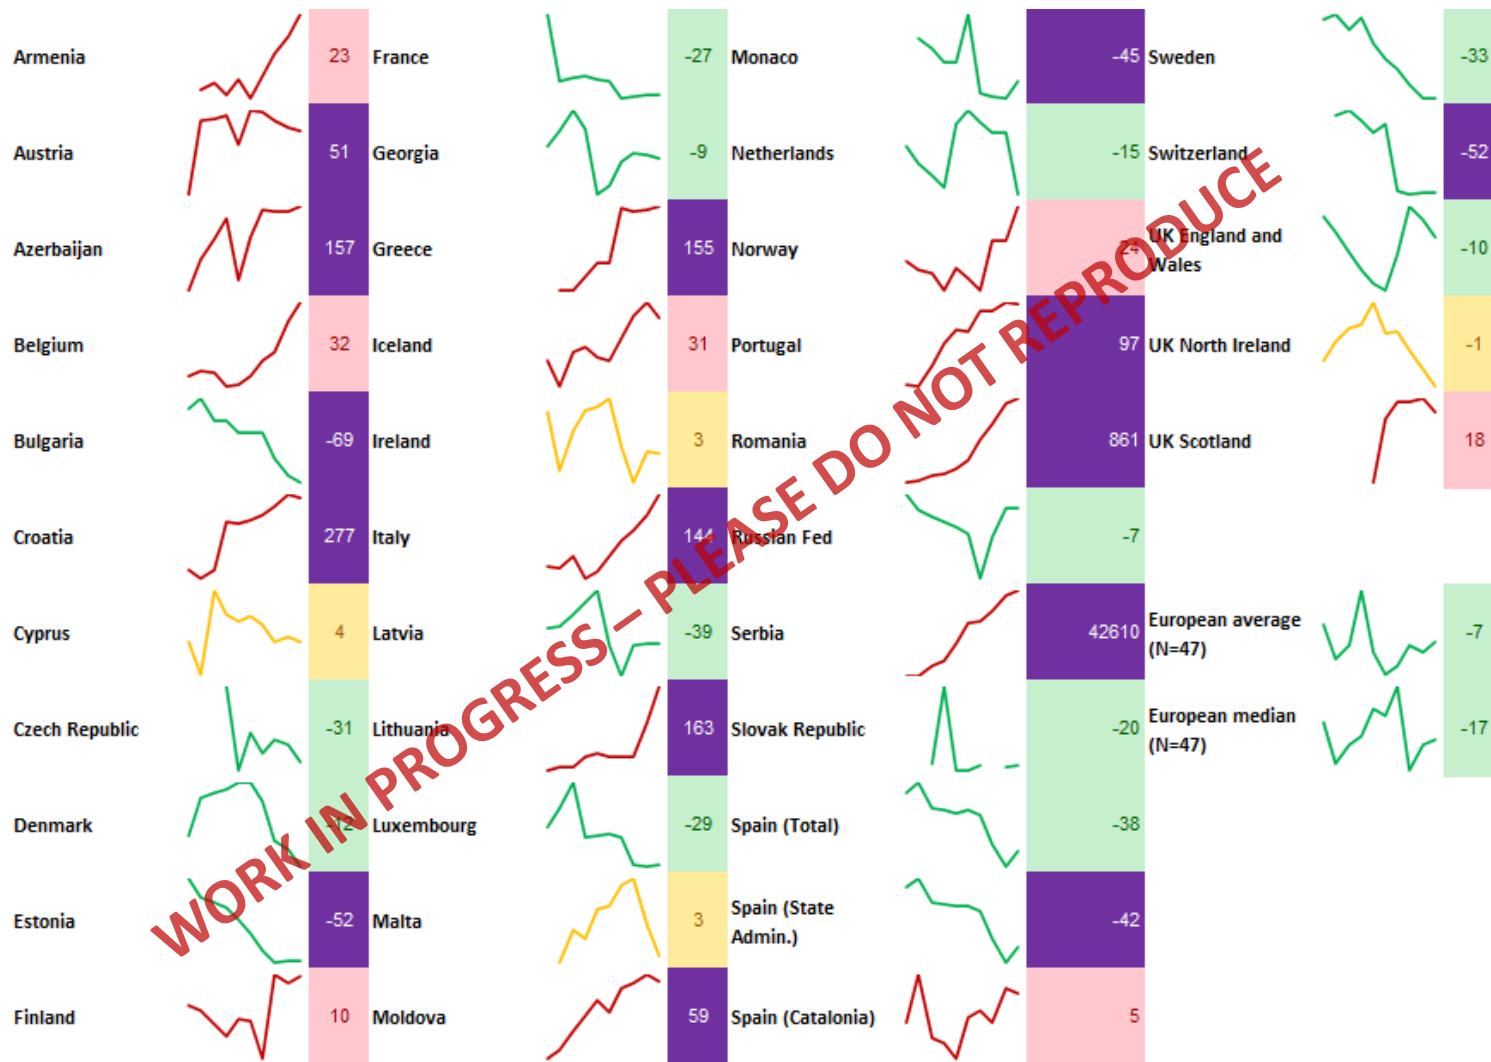 Armenia 23 France -27 Monaco -45 Sweden -33
Austria 51 Georgia -9 Netherlands -15 Switzerland -52
Azerbaijan 157 Greece 155 Norway 24 UK England and
Wales -10
Belgium 32 Iceland 31 Portugal 97 UK North Ireland -1
Bulgaria -69 Ireland 3 Romania 861 UK Scotland 18
Croatia 277 Italy 144 Russian Fed -7
Cyprus 4 Latvia -39 Serbia 42610 European average
(N=47) -7
Czech Republic -31 Lithuania 163 Slovak Republic -20 European median
(N=47) -17
Denmark -12 Luxembourg -29 Spain (Total) -38
Estonia -52 Malta 3 Spain (State
Admin.) -42
Finland 10 Moldova 59 Spain (Catalonia) 5
WORK IN PROGRESS – PLEASE DO NOT REPRODUCE